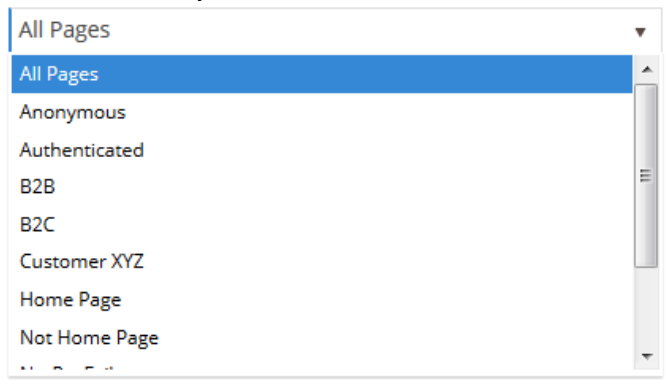 All Pages
All Pages
Anonymous
Authenticated
B2B
B2C
Customer XYZ
Home Page
Not Home Page